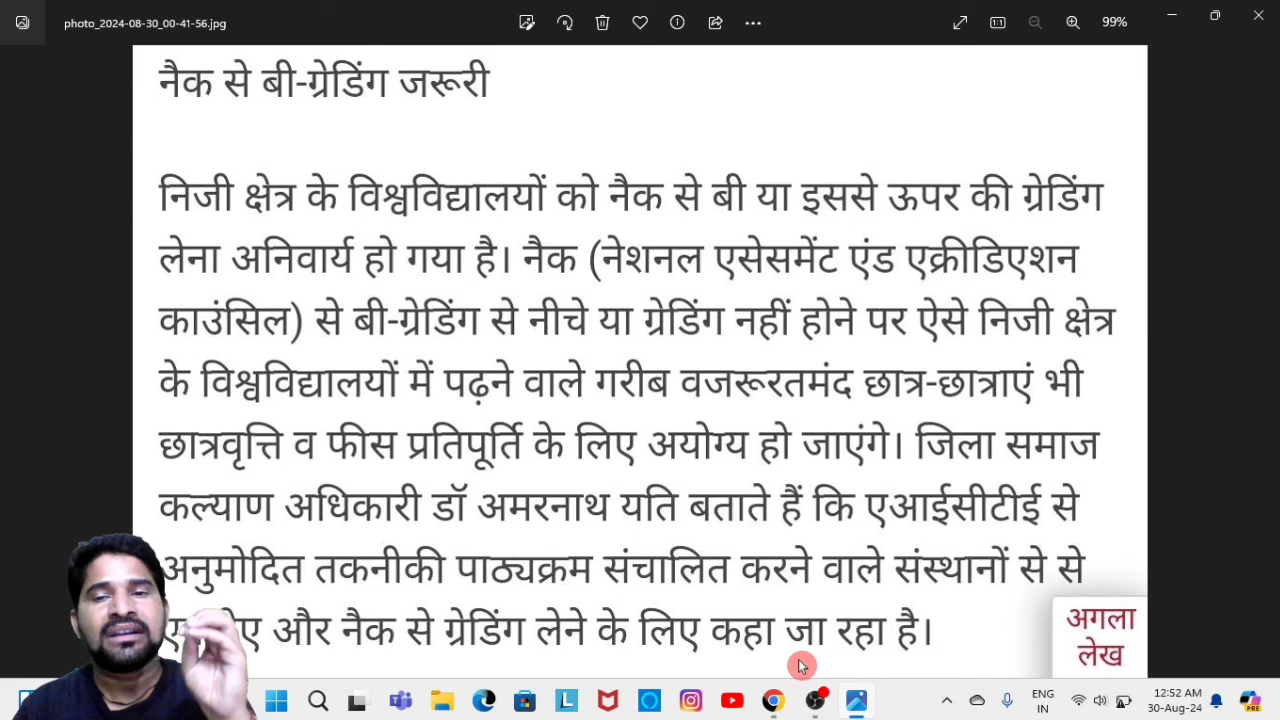 photo_2024-08-30_00-41-56.jpg
99%
नैक से बी-ग्रेडिंग जरूरी
निजी क्षेत्र के विश्वविद्यालयों को नैक से बी या इससे ऊपर की ग्रेडिंग
लेना अनिवार्य हो गया है। नैक (नेशनल एसेसमेंट एंड एक्रीडिएशन
काउंसिल) से बी-ग्रेडिंग से नीचे या ग्रेडिंग नहीं होने पर ऐसे निजी क्षेत्र
के विश्वविद्यालयों में पढ़ने वाले गरीब वजरूरतमंद छात्र-छात्राएं भी
छात्रवृत्ति व फीस प्रतिपूर्ति के लिए अयोग्य हो जाएंगे। जिला समाज
कल्याण अधिकारी डॉ अमरनाथ यति बताते हैं कि एआईसीटीई से
अनुमोदित तकनीकी पाठ्यक्रम संचालित करने वाले संस्थानों से से
और नैक से ग्रेडिंग लेने के लिए कहा जा रहा है।
अगला
लेख
ENG
IN
12:52 AM
30-Aug-24
PRE